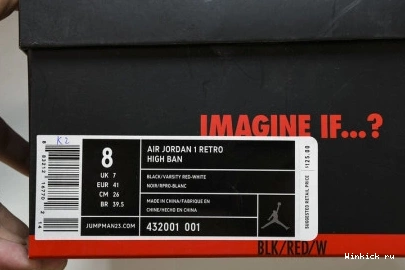 IMAGINE IF...?
K2
8
UK 7
EUR 41
CM 26
BR 39.5
JUMPMAN23.COM
AIR JORDAN 1 RETRO
HIGH BAN
BLACK/VARSITY RED-WHITE
NOIR/RPRO-BLANC
MADE IN CHINA/FABRIQUE EN
CHINE/HECHO EN CHINA
432001 001
SUGGESTED RETAIL PRICE
$125.00
BLK/RED/W
Winkick.ru